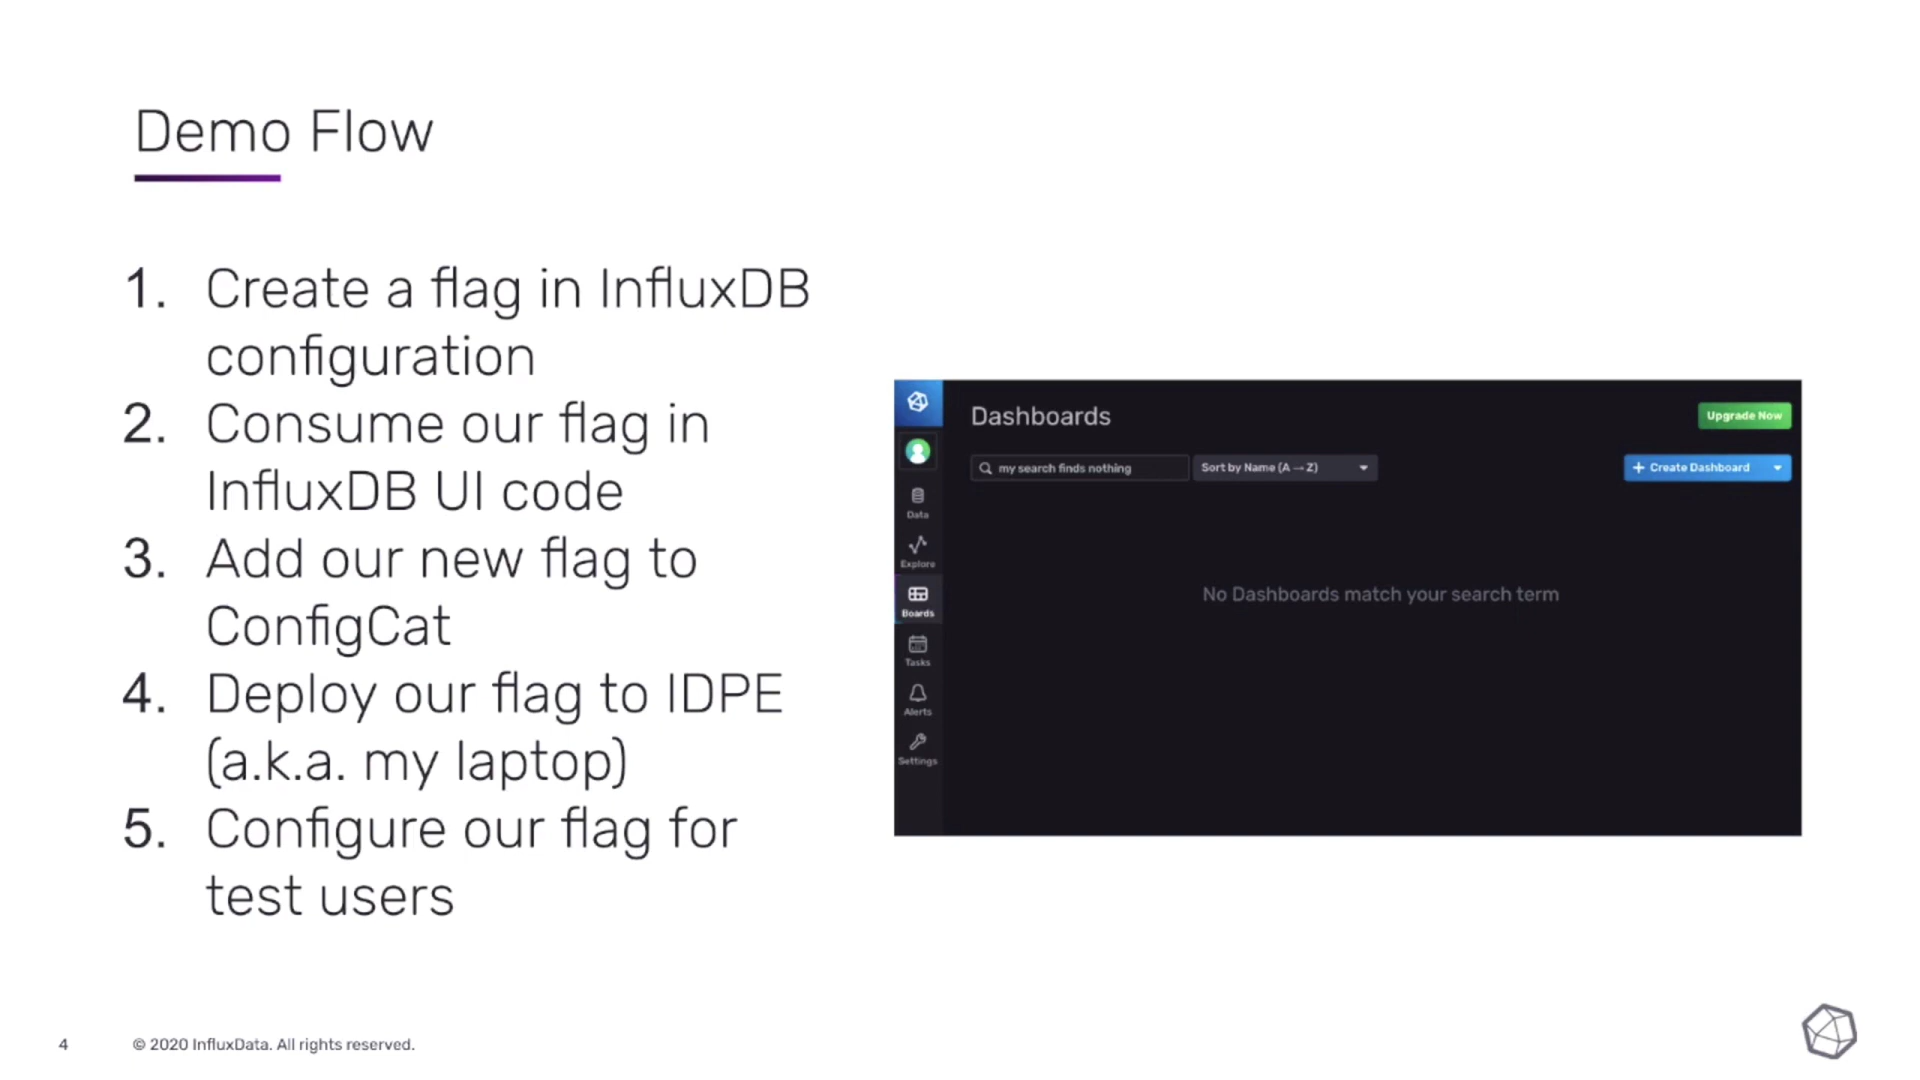 Demo Flow
1. Create a flag in InfluxDB
configuration
2. Consume our flag in
InfluxDB UI code
3. Add our new flag to
ConfigCat
4. Deploy our flag to IDPE
(a.k.a. my laptop)
5. Configure our flag for
test users
Dashboards
Upgrade Now
my search finds nothing
Sort by Name (A → Z)
+ Create Dashboard
Data
Explore
Boards
Tasks
Alerts
Settings
No Dashboards match your search term
4
© 2020 InfluxData. All rights reserved.